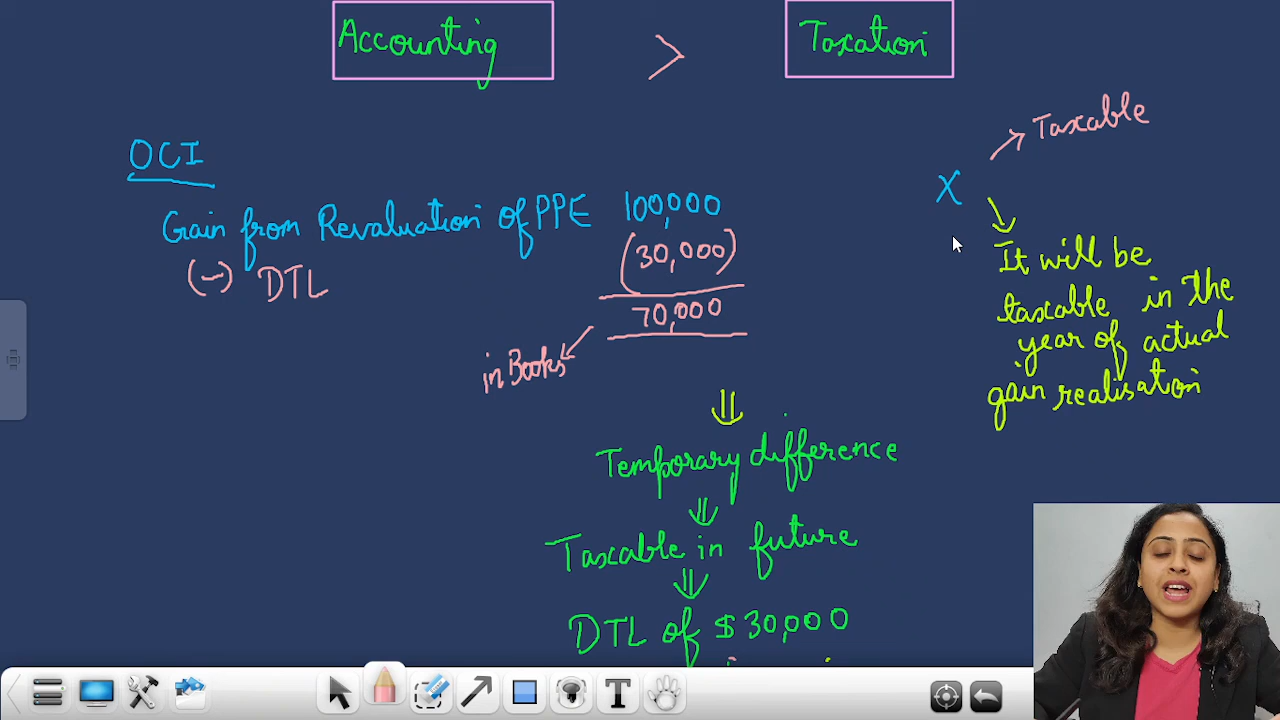 Accounting > Taxation
OCI
X → Taxable
Gain from Revaluation of PPE 100,000
(-) DTL (30,000)
70,000
in Books
It will be
taxable in the
year of actual
gain realisation
⇓
Temporary difference
⇓
Taxable in future
⇓
DTL of $30,000
T